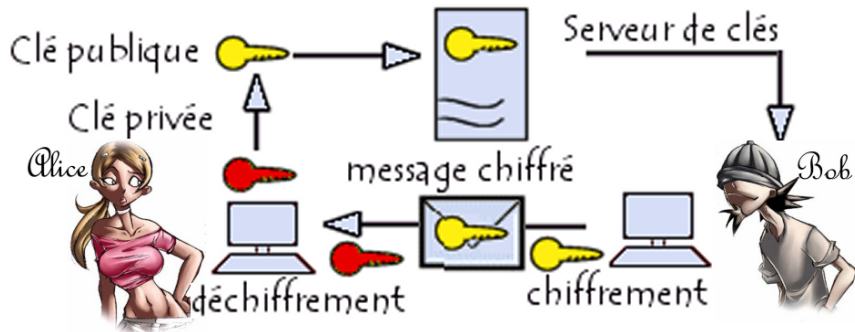 Clé publique
Serveur de clés
Clé privée
Alice
Bob
message chiffré
déchiffrement
chiffrement